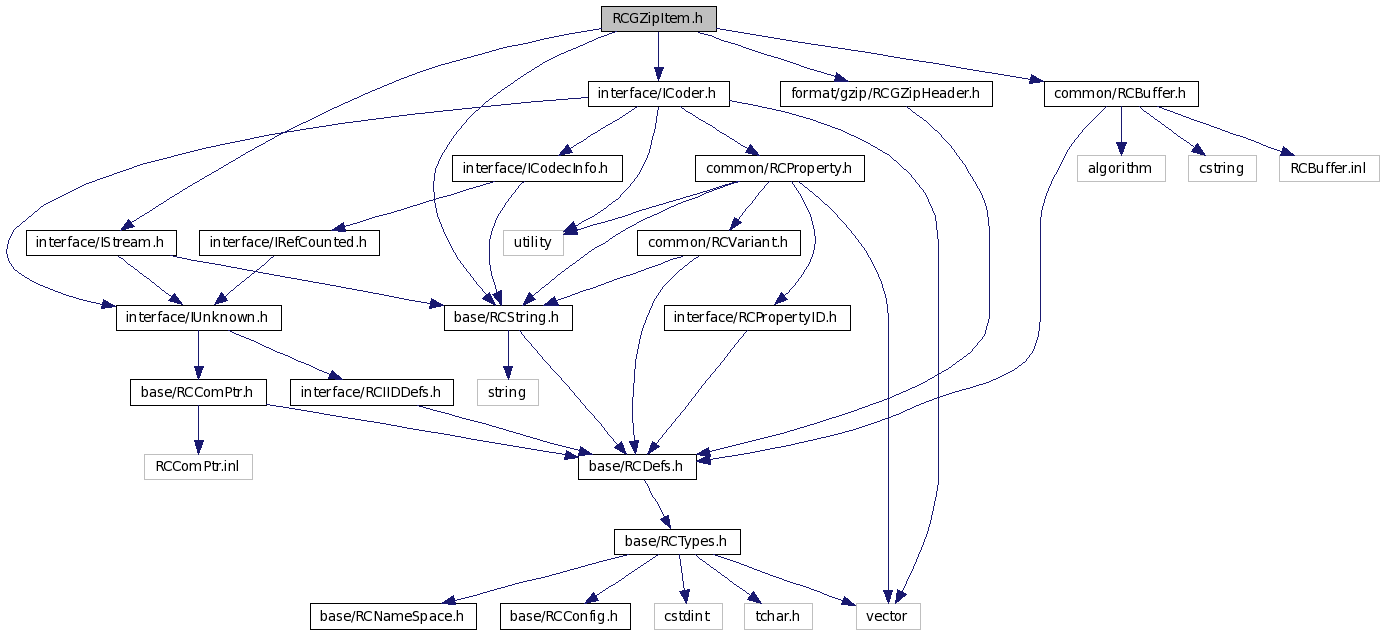 RCGZipItem.h
interface/ICoder.h
format/gzip/RCGZipHeader.h
common/RCBuffer.h
interface/ICodecInfo.h
common/RCProperty.h
algorithm
cstring
RCBuffer.inl
interface/IStream.h
interface/IRefCounted.h
utility
common/RCVariant.h
interface/IUnknown.h
base/RCString.h
interface/RCPropertyID.h
base/RCComPtr.h
interface/RCIIDDefs.h
string
RCComPtr.inl
base/RCDefs.h
base/RCTypes.h
base/RCNameSpace.h
base/RCConfig.h
cstdint
tchar.h
vector